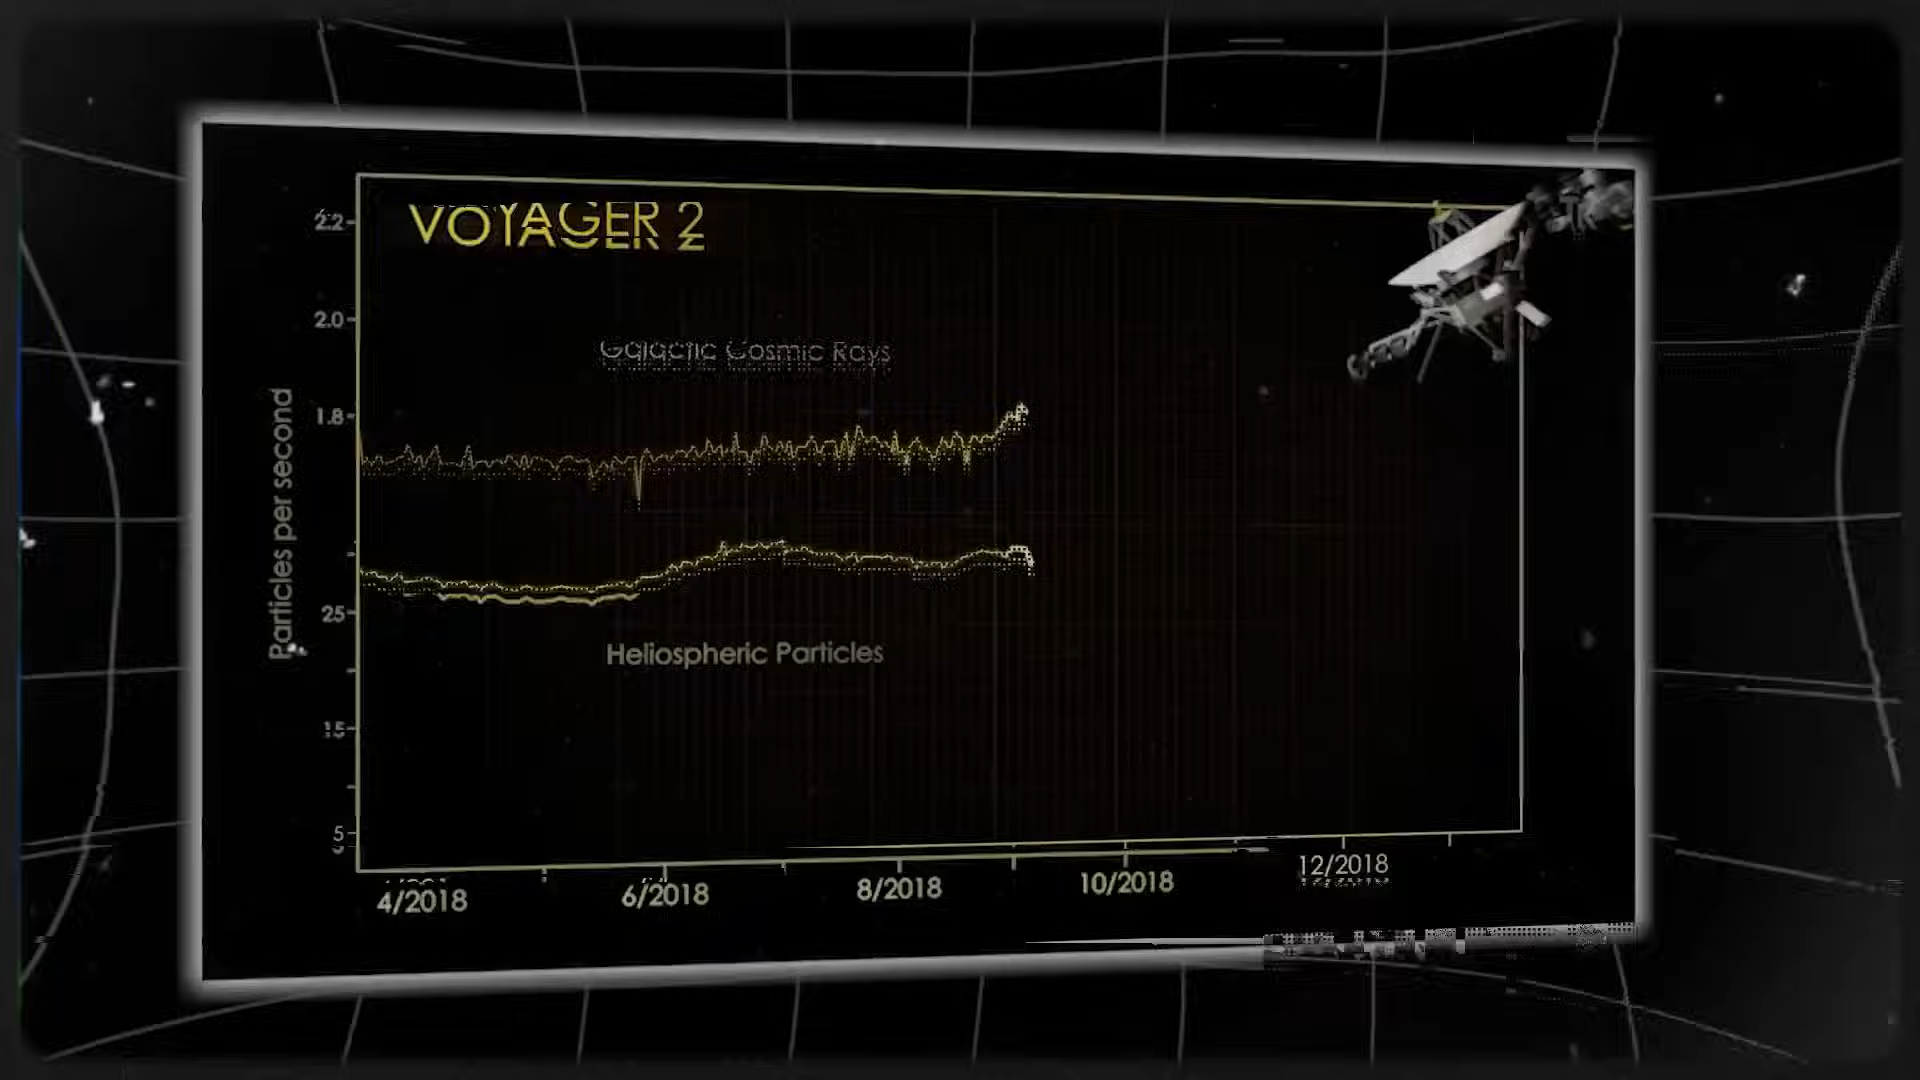 VOYAGER 2
2.2
2.0
Galactic Cosmic Rays
1.8
Particles per second
25
Heliospheric Particles
15
5
4/2018
6/2018
8/2018
10/2018
12/2018